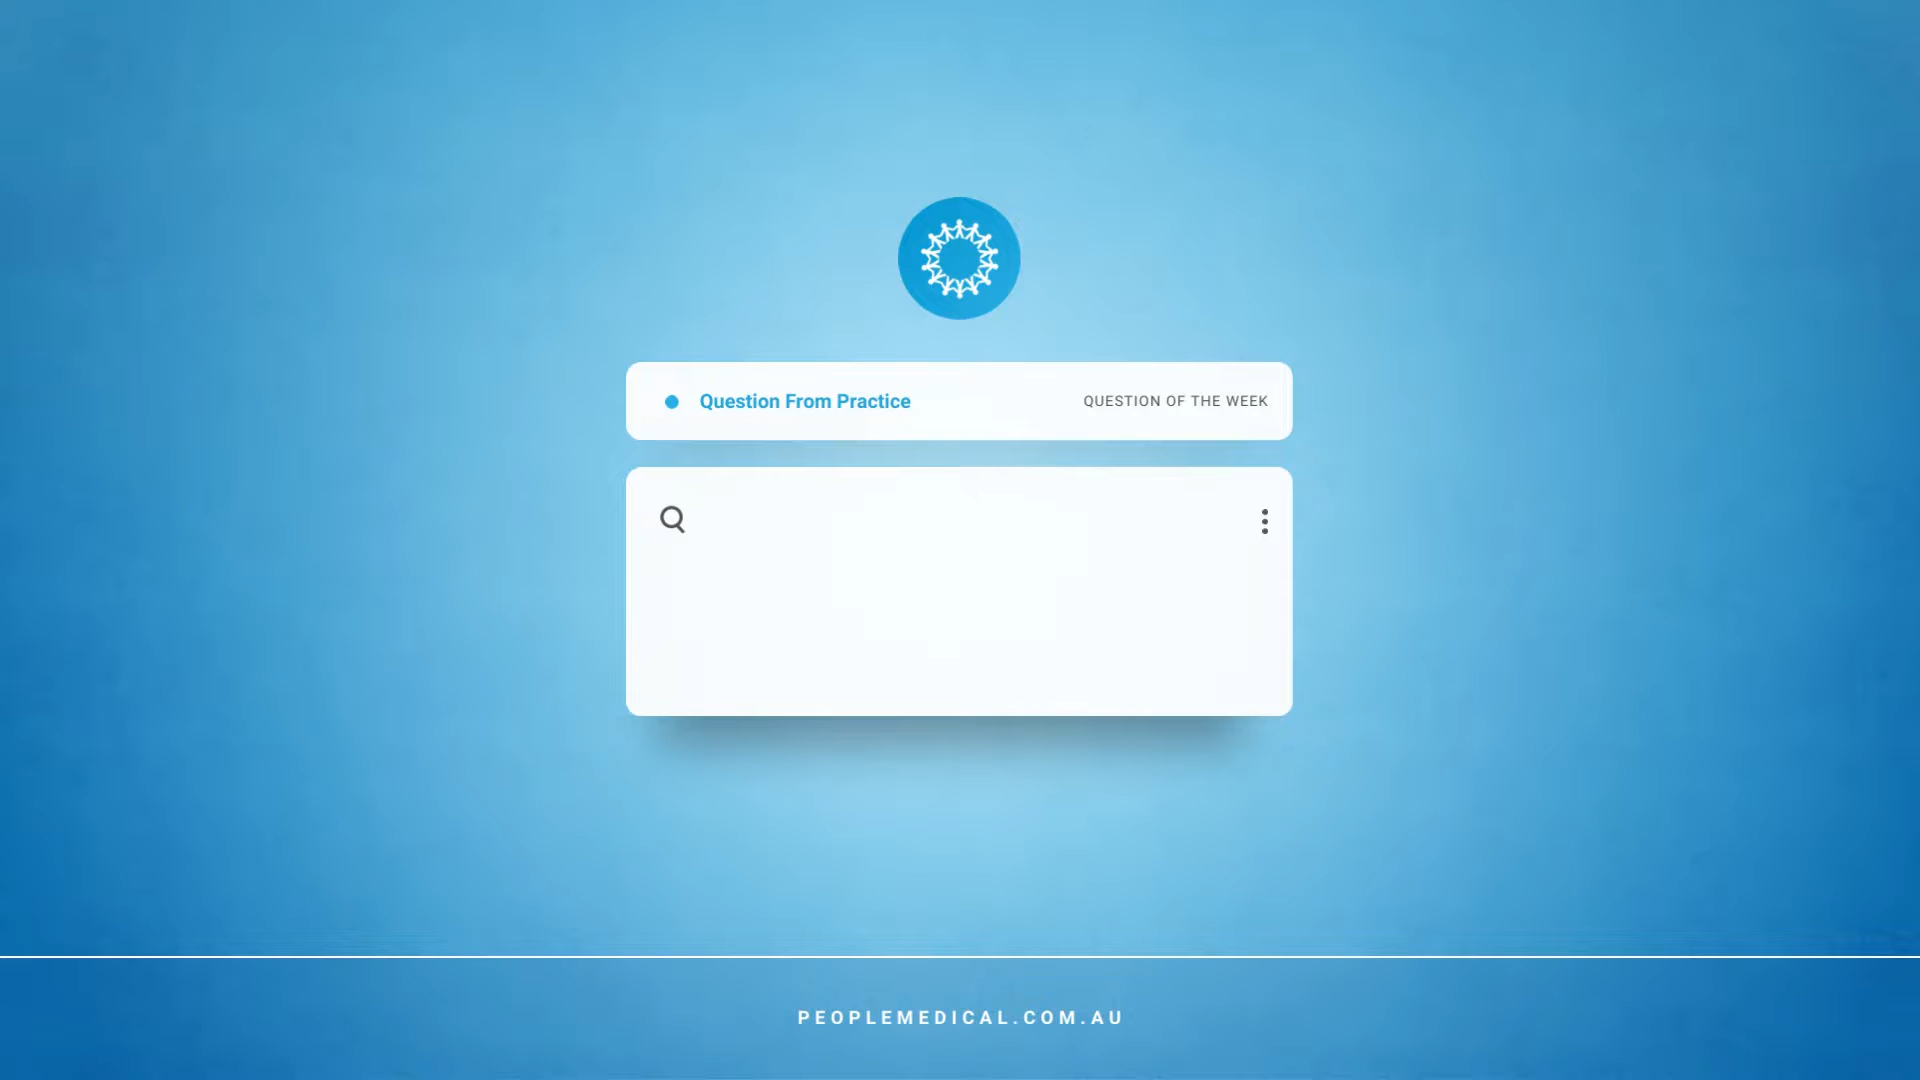 Question From Practice
QUESTION OF THE WEEK
PEOPLEMEDICAL.COM.AU